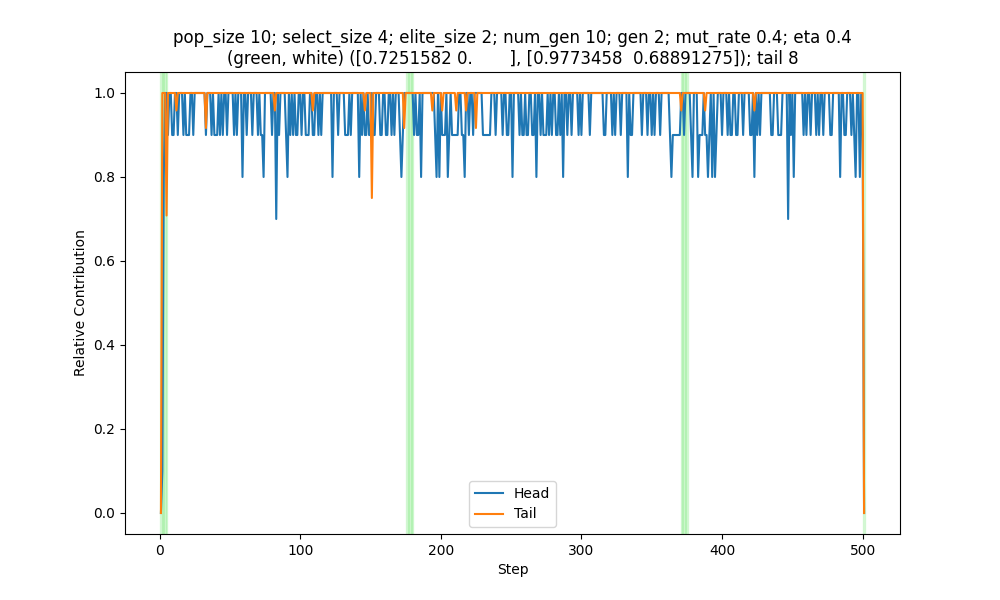 pop_size 10; select_size 4; elite_size 2; num_gen 10; gen 2; mut_rate 0.4; eta 0.4
(green, white) ([0.7251582 0.       ], [0.9773458  0.68891275]); tail 8
Relative Contribution
1.0
0.8
0.6
0.4
0.2
0.0
Head
Tail
0 100 200 300 400 500
Step